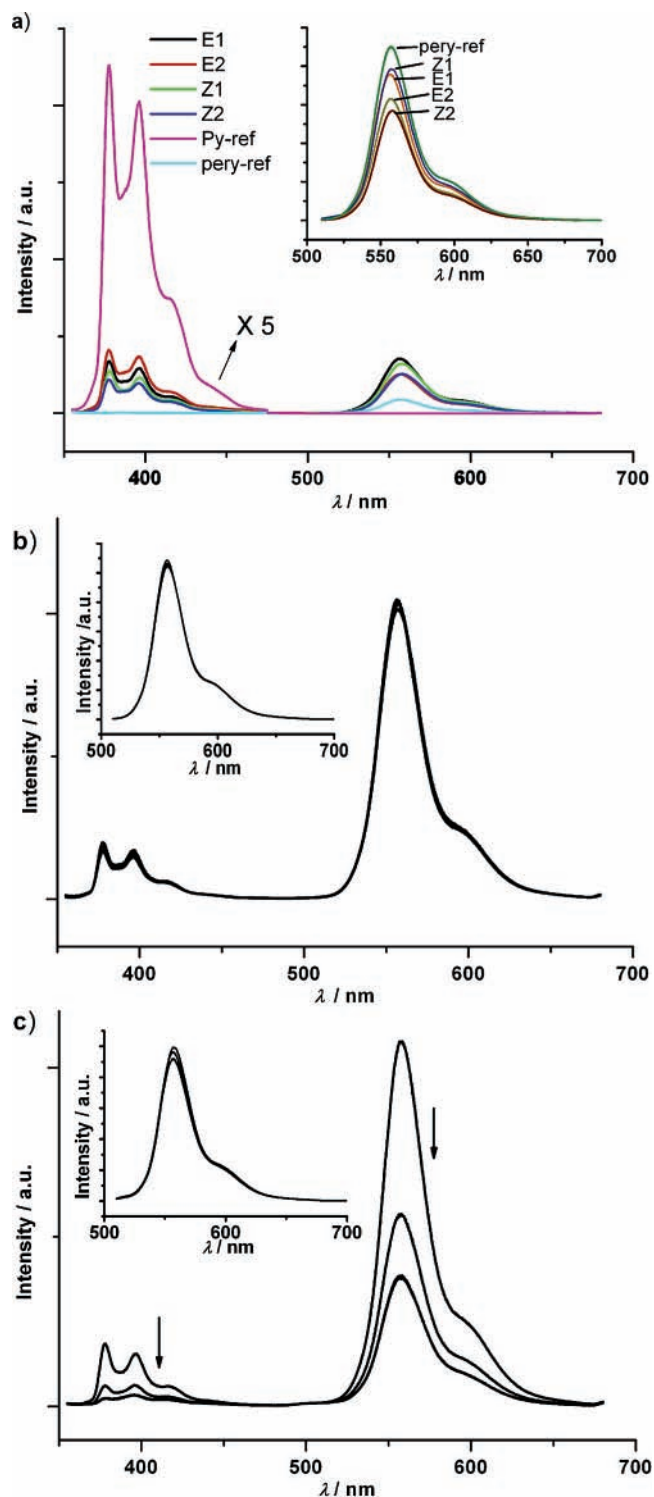 a)
E1
E2
Z1
Z2
Py-ref
pery-ref
Intensity / a.u.
X 5
400 500 600 700
λ / nm
pery-ref
Z1
E1
E2
Z2
Intensity / a.u.
500 550 600 650 700
λ / nm
b)
Intensity / a.u.
400 500 600 700
λ / nm
Intensity /a.u.
500 600 700
λ / nm
c)
Intensity / a.u.
400 500 600 700
λ / nm
Intensity / a.u.
500 600 700
λ / nm